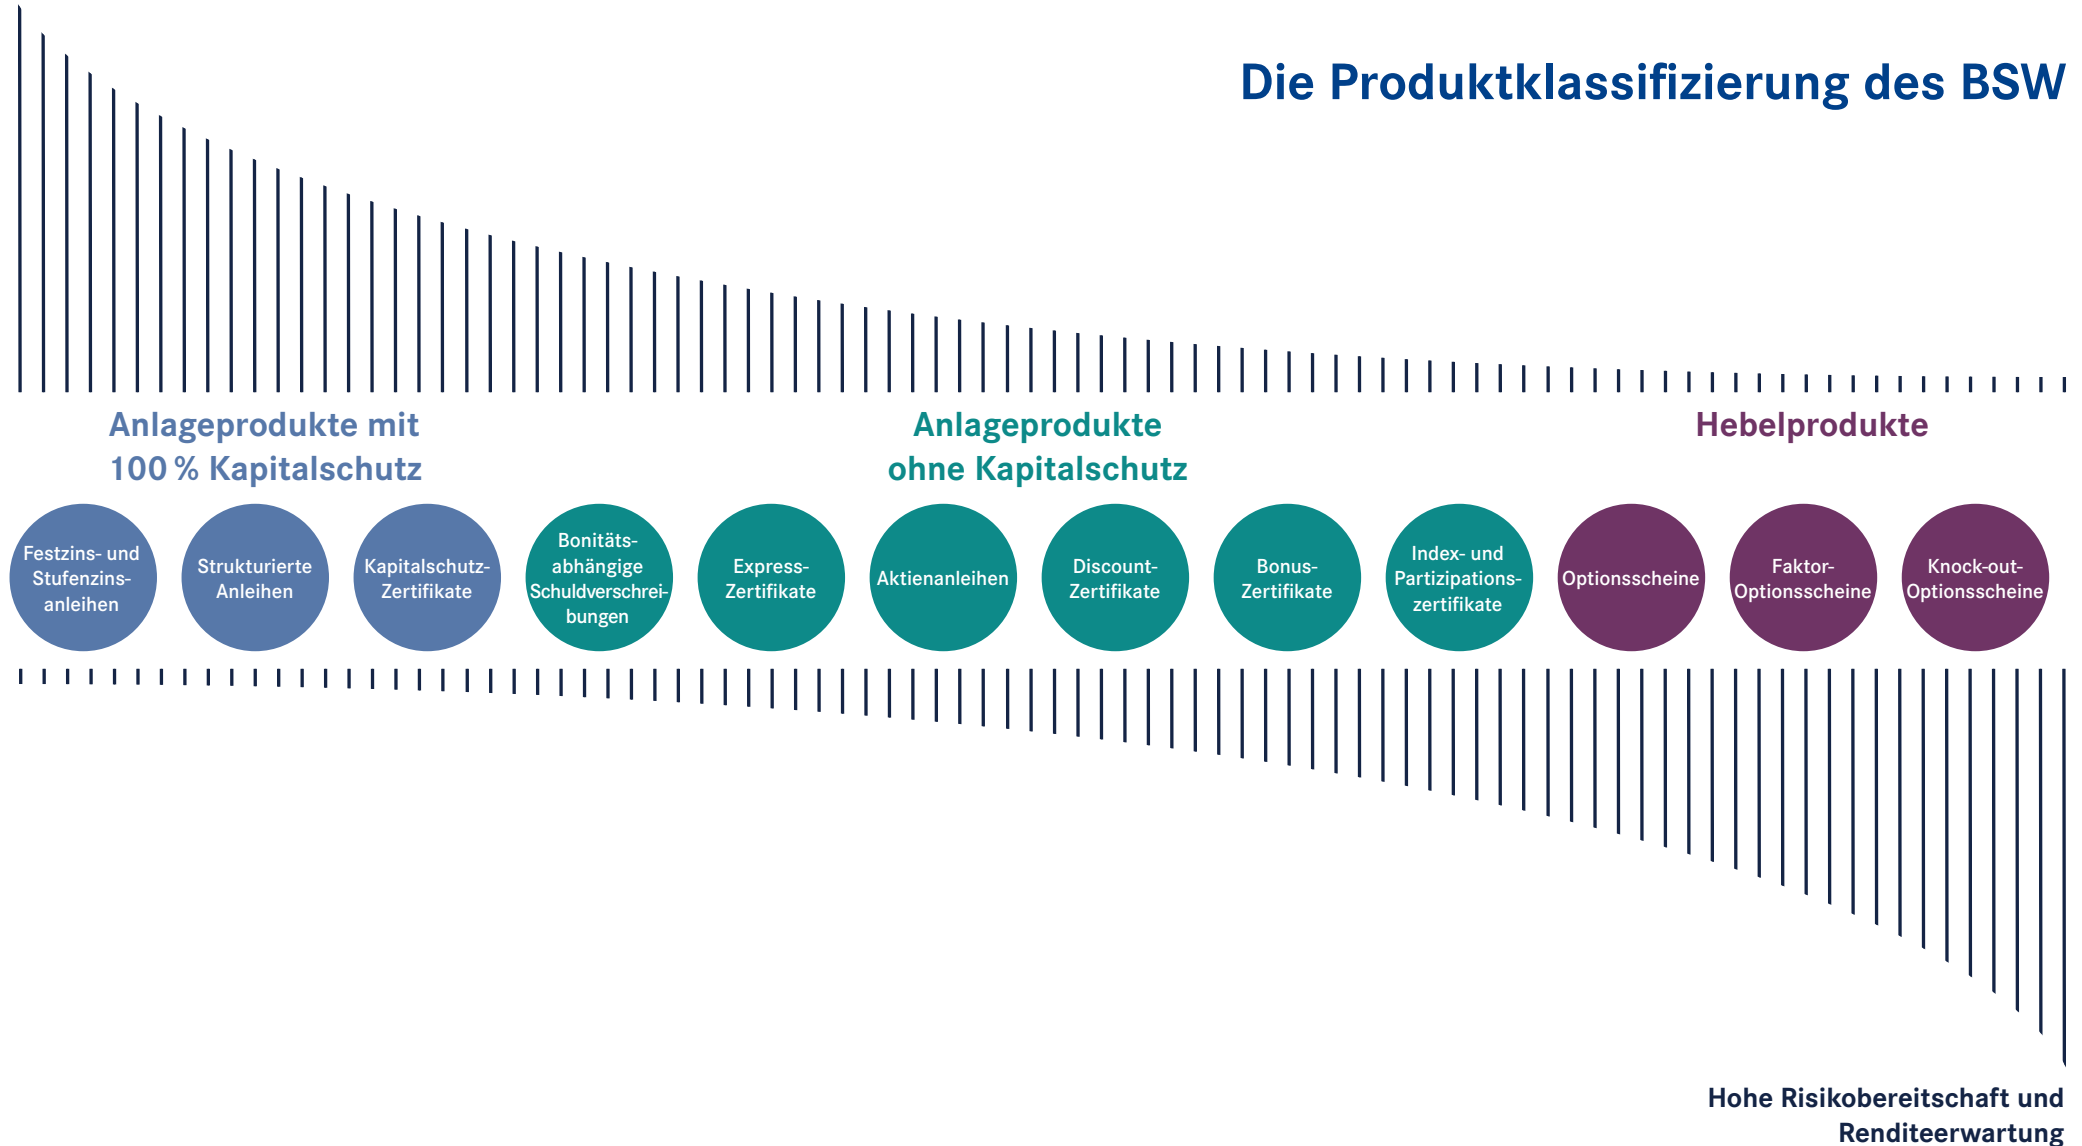 Die Produktklassifizierung des BSW
Anlageprodukte mit
100 % Kapitalschutz
Anlageprodukte
ohne Kapitalschutz
Hebelprodukte
Festzins- und
Stufenzins-
anleihen
Strukturierte
Anleihen
Kapitalschutz-
Zertifikate
Bonitäts-
abhängige
Schuldverschrei-
bungen
Express-
Zertifikate
Aktienanleihen
Discount-
Zertifikate
Bonus-
Zertifikate
Index- und
Partizipations-
zertifikate
Optionsscheine
Faktor-
Optionsscheine
Knock-out-
Optionsscheine
Hohe Risikobereitschaft und
Renditeerwartung